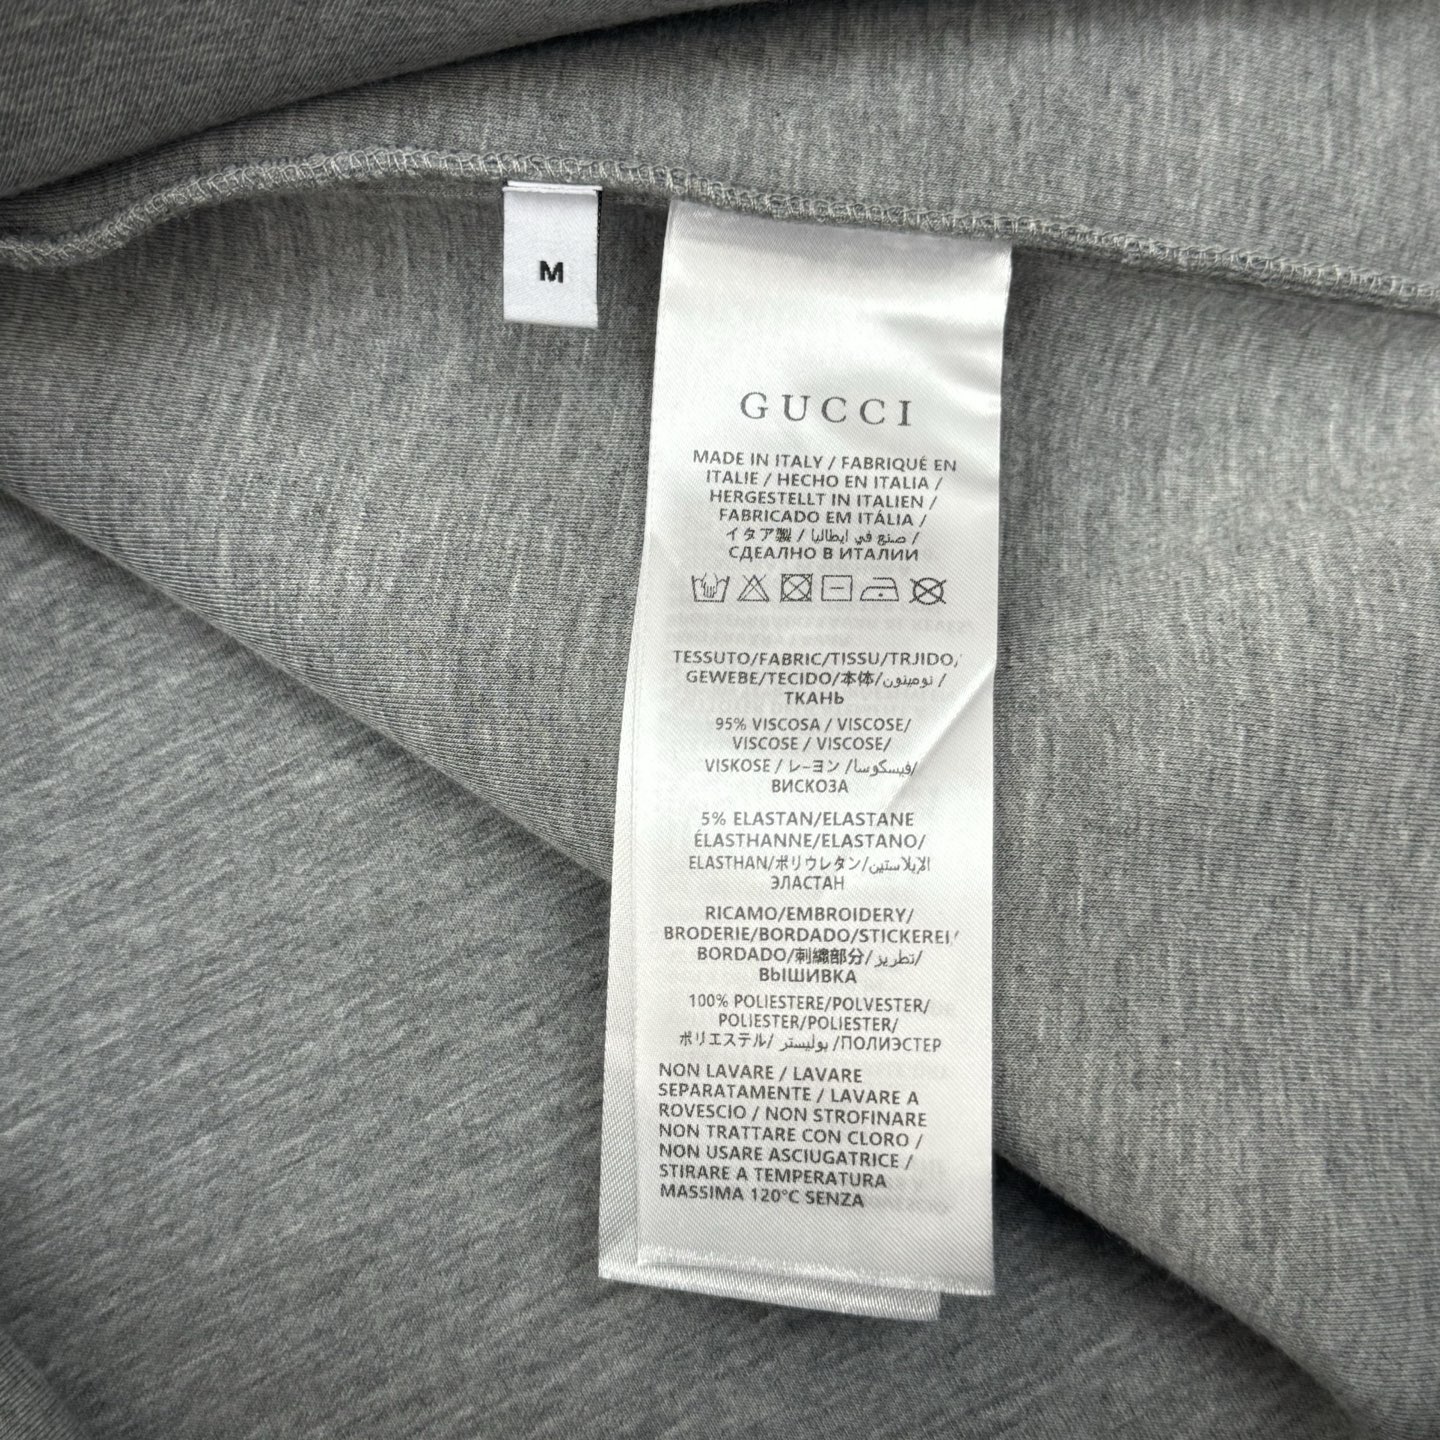 M
GUCCI
MADE IN ITALY / FABRIQUÉ EN
ITALIE / HECHO EN ITALIA /
HERGESTELLT IN ITALIEN /
FABRICADO EM ITÁLIA /
イタア製 / صنع في ايطاليا /
СДЕАЛНО В ИТАЛИИ
TESSUTO/FABRIC/TISSU/TRJIDO,
GEWEBE/TECIDO/本体/نومينون /
ТКАНЬ
95% VISCOSA / VISCOSE/
VISCOSE / VISCOSE/
VISKOSE / レーヨン /فيسكوسا/
ВИСКОЗА
5% ELASTAN/ELASTANE
ÉLASTHANNE/ELASTANO/
ELASTHAN/ポリウレタン/الإيلاستين
ЭЛАСТАН
RICAMO/EMBROIDERY/
BRODERIE/BORDADO/STICKEREI/
BORDADO/刺繍部分/تطريز/
ВЫШИВКА
100% POLIESTERE/POLVESTER/
POLIESTER/POLIESTER/
ポリエステル/ بوليستر /ПОЛИЭСТЕР
NON LAVARE / LAVARE
SEPARATAMENTE / LAVARE A
ROVESCIO / NON STROFINARE
NON TRATTARE CON CLORO /
NON USARE ASCIUGATRICE /
STIRARE A TEMPERATURA
MASSIMA 120°C SENZA